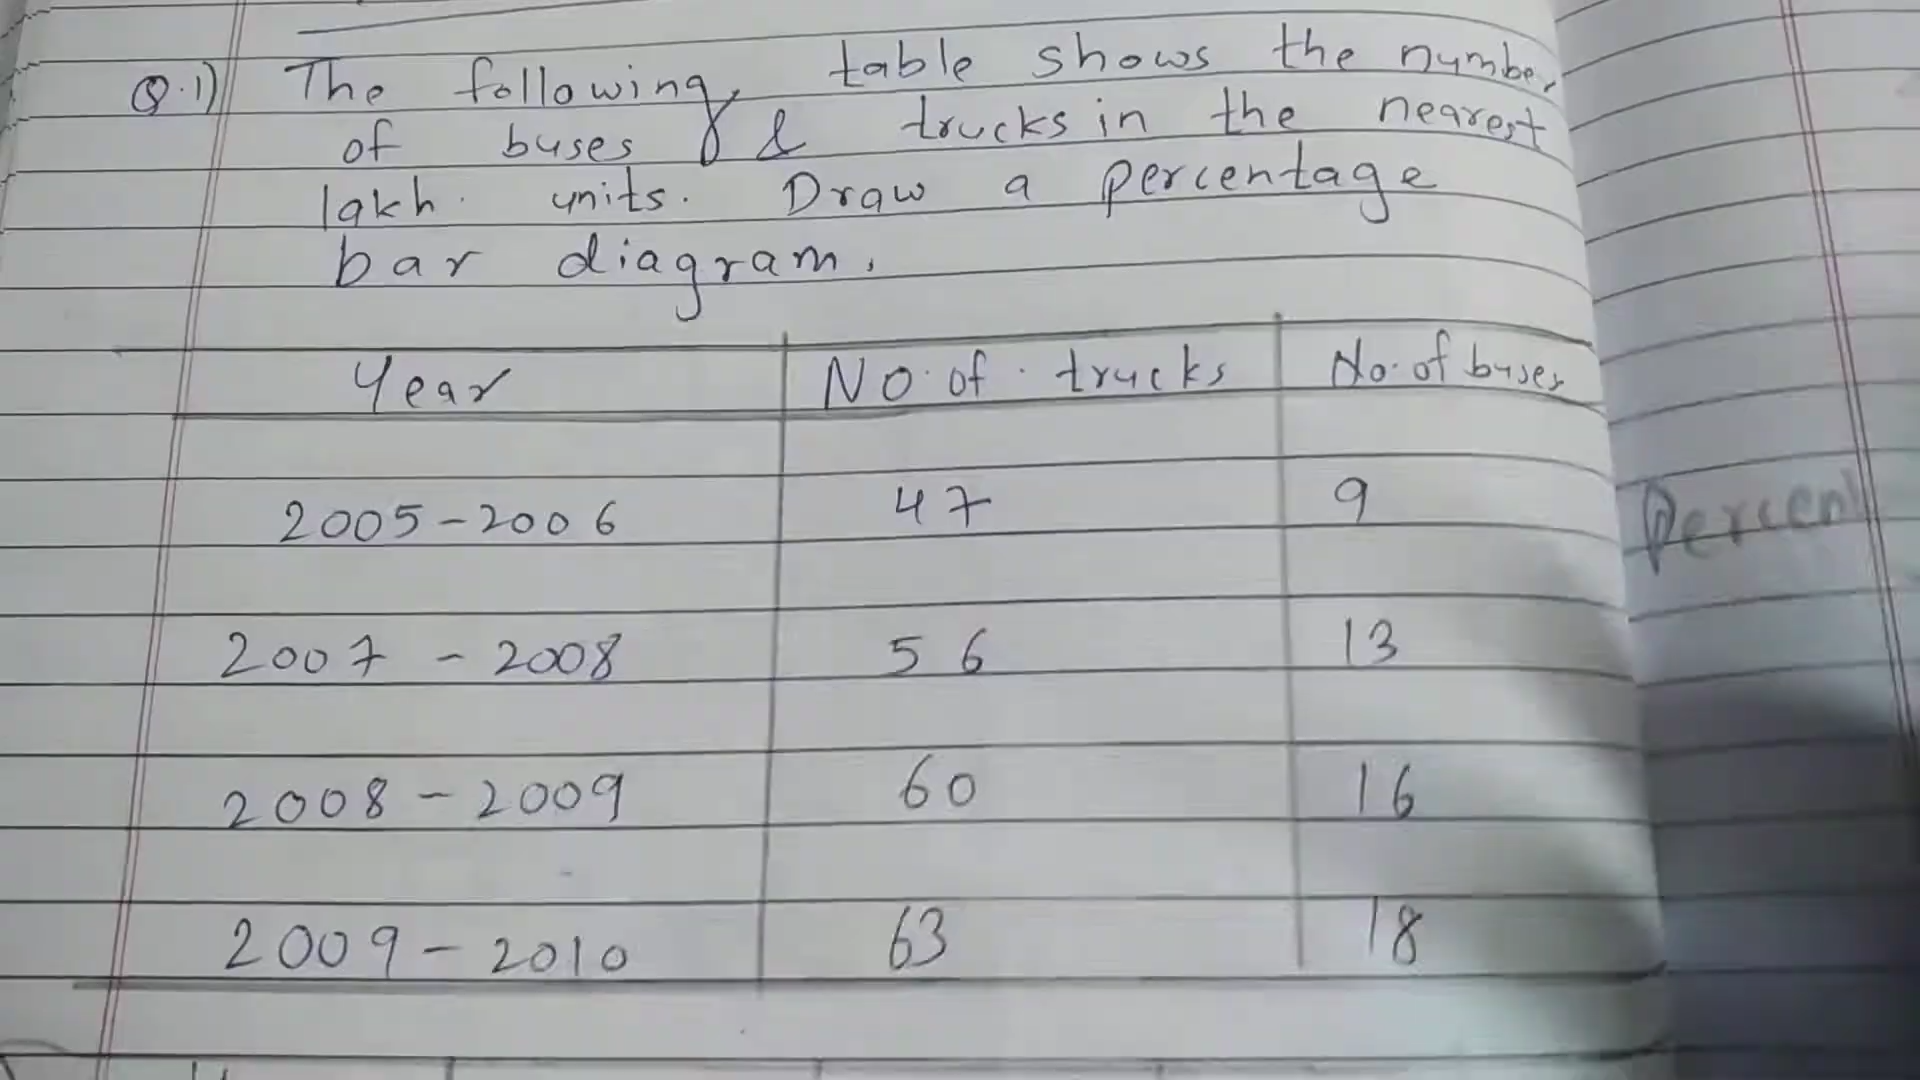 Q.1) The following table shows the number
of buses & trucks in the nearest
lakh units. Draw a percentage
bar diagram.
Year No. of trucks No. of buses
2005-2006 47 9
2007 - 2008 56 13
2008-2009 60 16
2009-2010 63 18
Percent